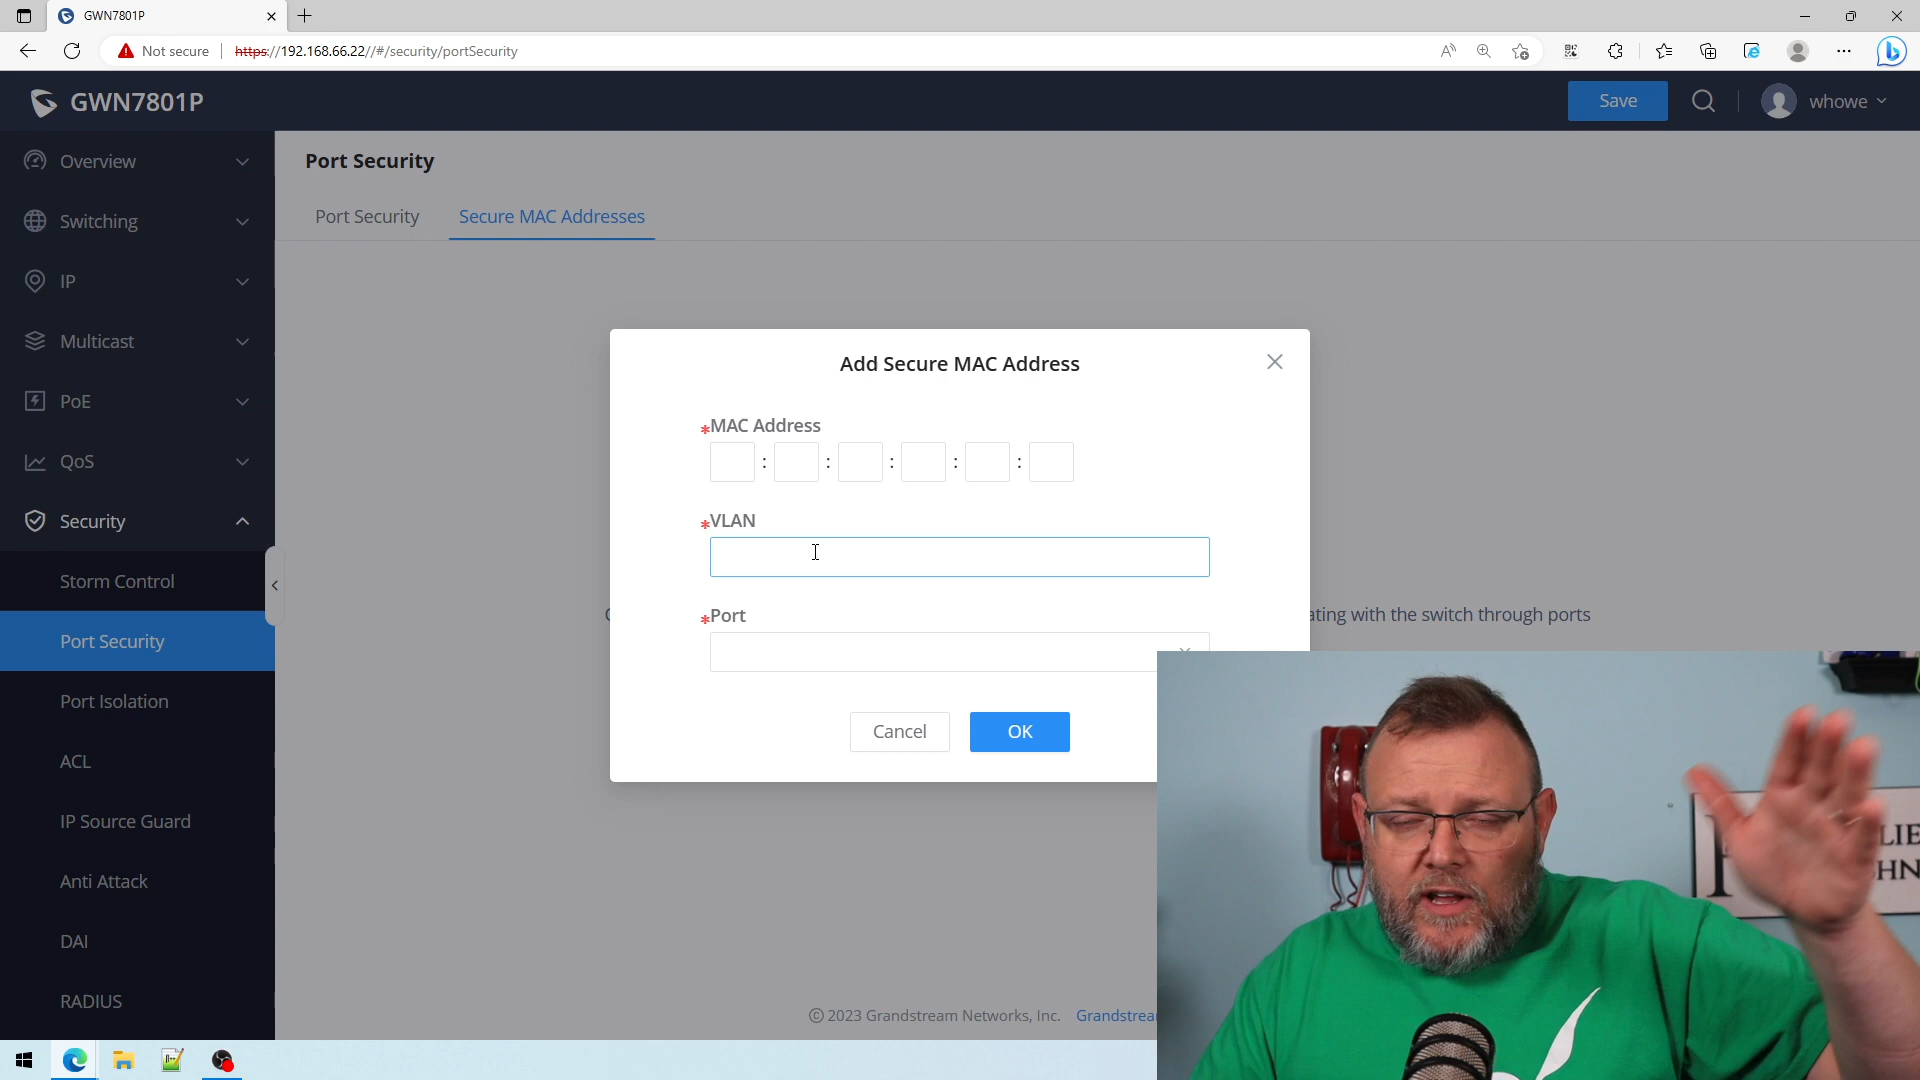 GWN7801P
Not secure
https://192.168.66.22//#/security/portSecurity
GWN7801P
Save
whowe
Overview
Switching
IP
Multicast
PoE
QoS
Security
Storm Control
Port Security
Port Isolation
ACL
IP Source Guard
Anti Attack
DAI
RADIUS
Port Security
Port Security
Secure MAC Addresses
Add Secure MAC Address
*MAC Address
: : : : :
*VLAN
*Port
Cancel
OK
ating with the switch through ports
© 2023 Grandstream Networks, Inc. Grandstream
LIE
HN